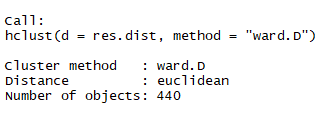 Call:
hclust(d = res.dist, method = "ward.D")
Cluster method   : ward.D
Distance         : euclidean
Number of objects: 440